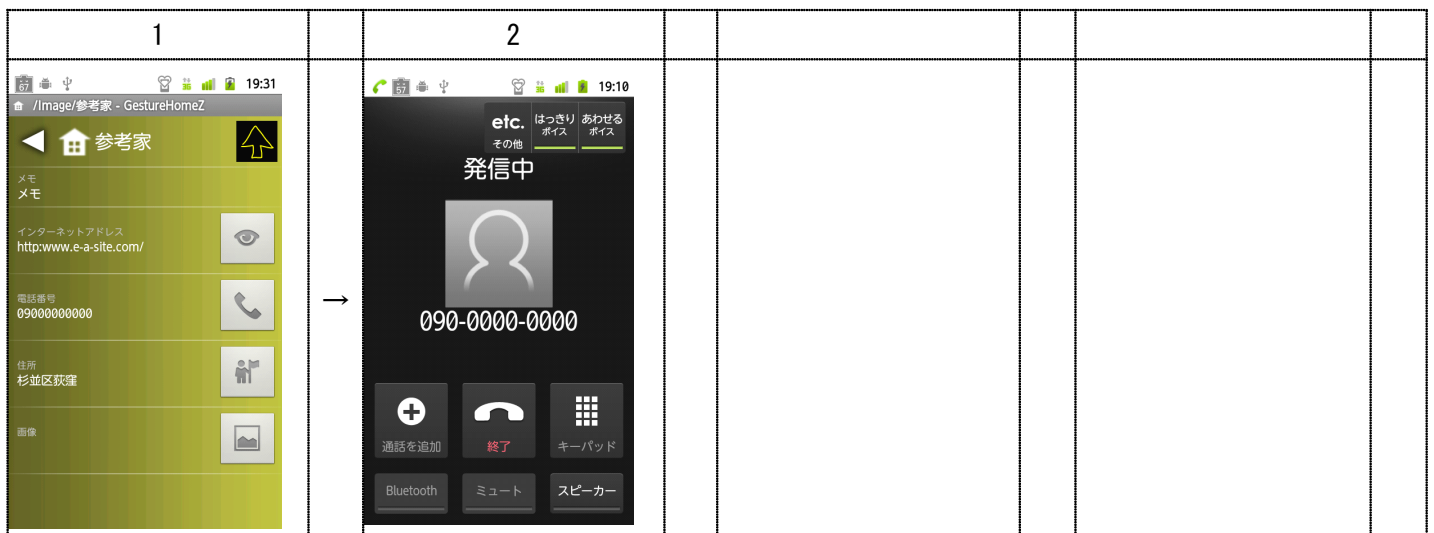 1
2
67
3G
19:31
/Image/参考家 - GestureHomeZ
参考家
メモ
メモ
インターネットアドレス
http:www.e-a-site.com/
電話番号
09000000000
住所
杉並区荻窪
画像
→
57
3G
19:10
etc.
その他
はっきり
ボイス
あわせる
ボイス
発信中
090-0000-0000
通話を追加
終了
キーパッド
Bluetooth
ミュート
スピーカー